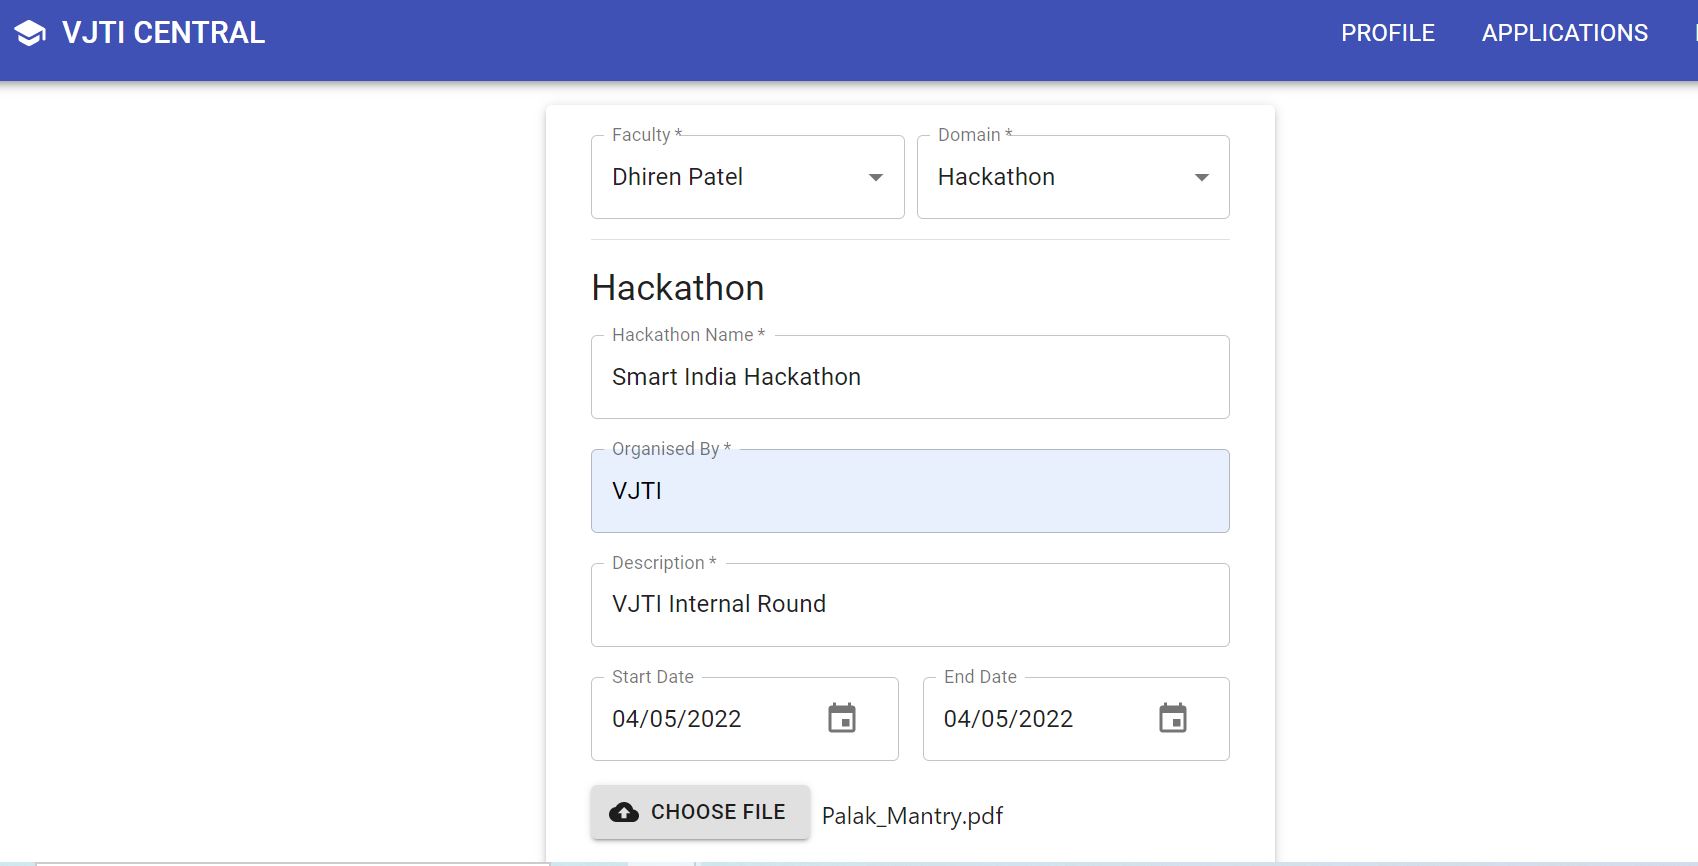 VJTI CENTRAL
PROFILE APPLICATIONS
Faculty * Domain *
Dhiren Patel Hackathon
Hackathon
Hackathon Name *
Smart India Hackathon
Organised By *
VJTI
Description *
VJTI Internal Round
Start Date End Date
04/05/2022 04/05/2022
CHOOSE FILE Palak_Mantry.pdf